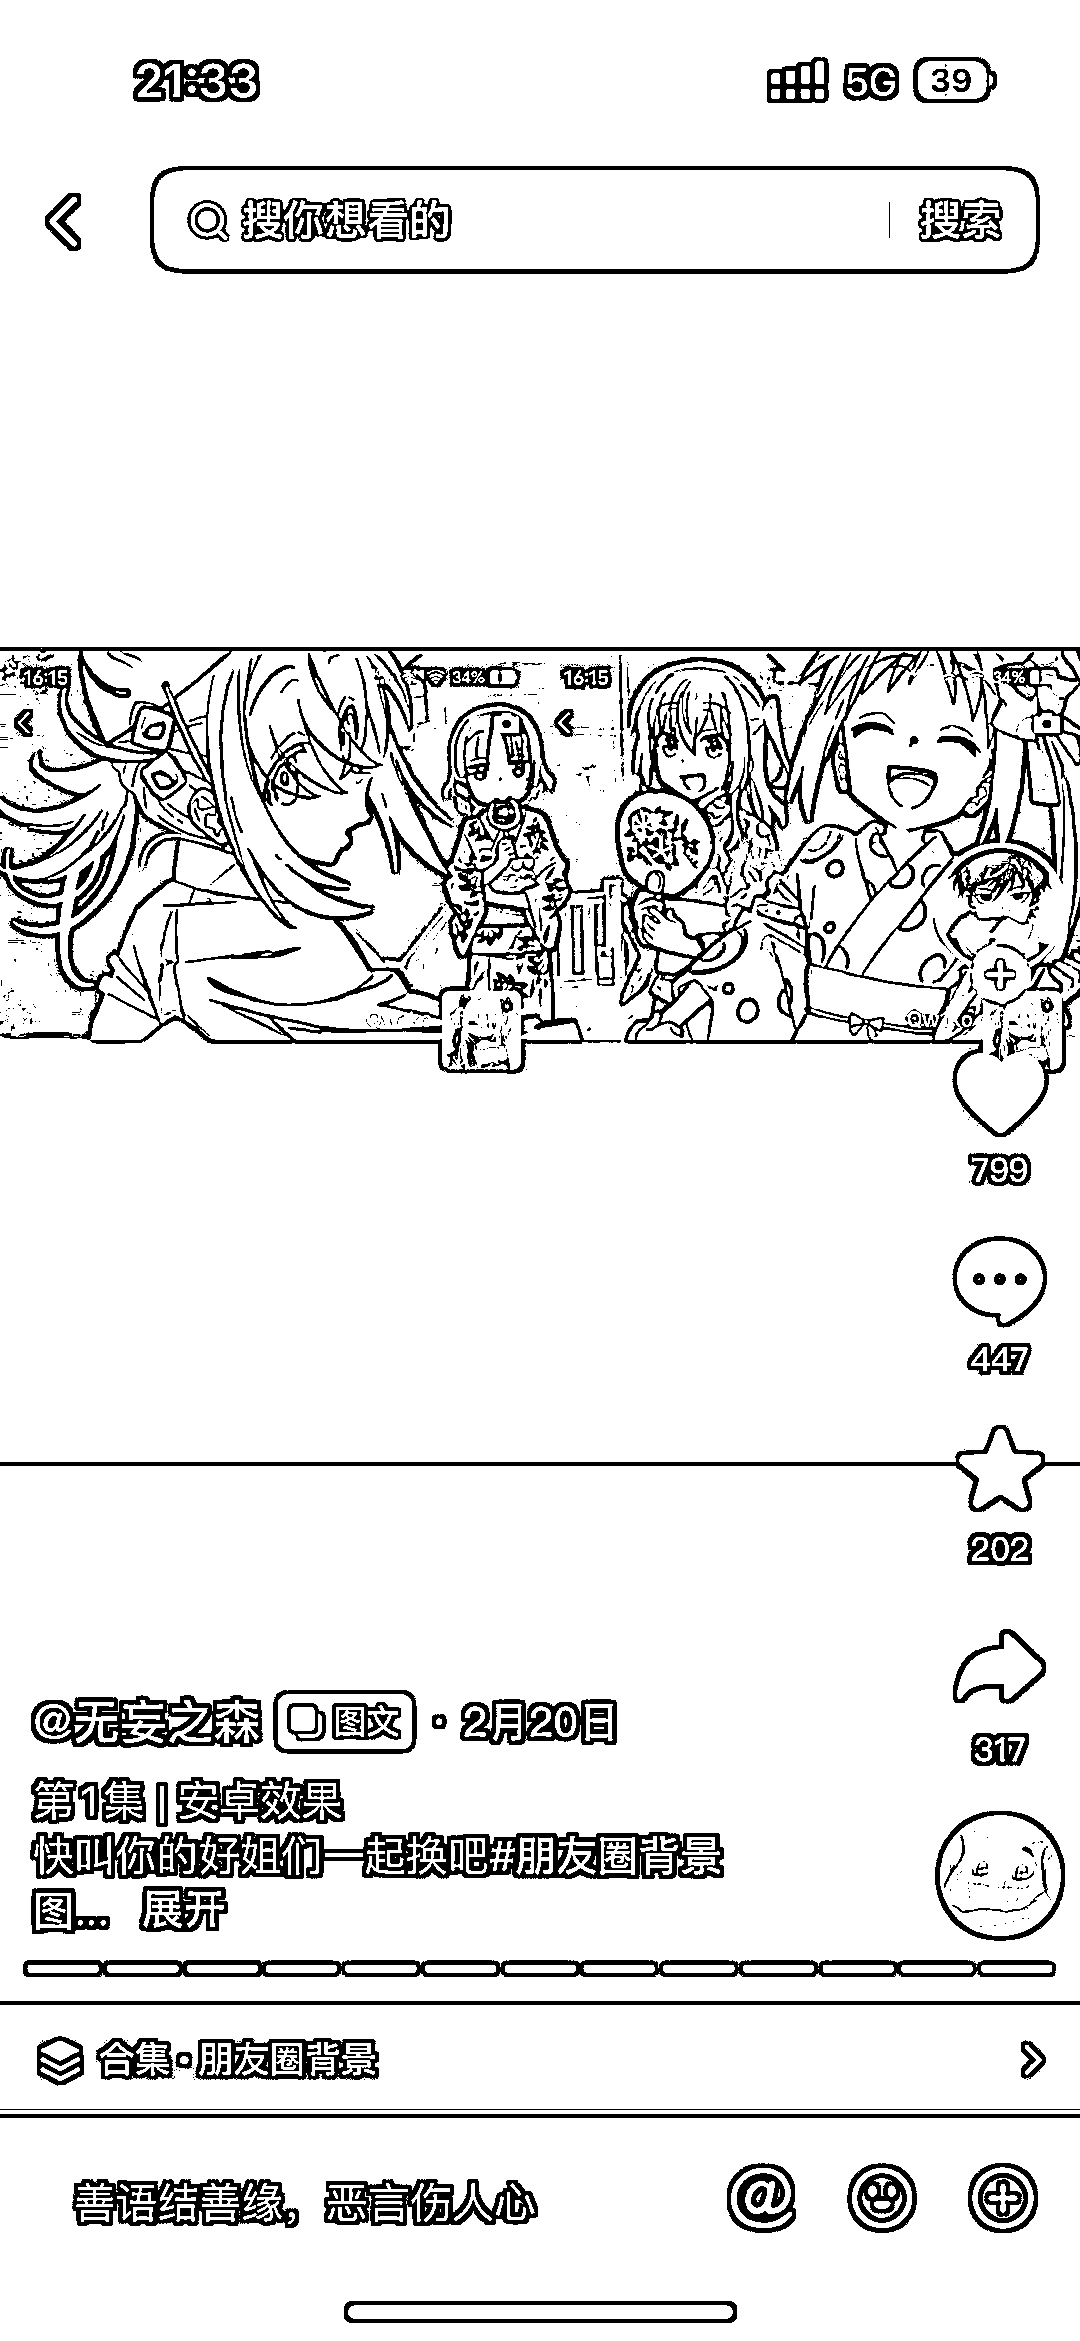 21:33 5G 39
搜你想看的 搜索
16:15 34% 16:15 34%
799
447
202
317
@无妄之森 图文 · 2月20日
第1集 | 安卓效果
快叫你的好姐们一起换吧#朋友圈背景
图... 展开
合集·朋友圈背景
善语结善缘，恶言伤人心